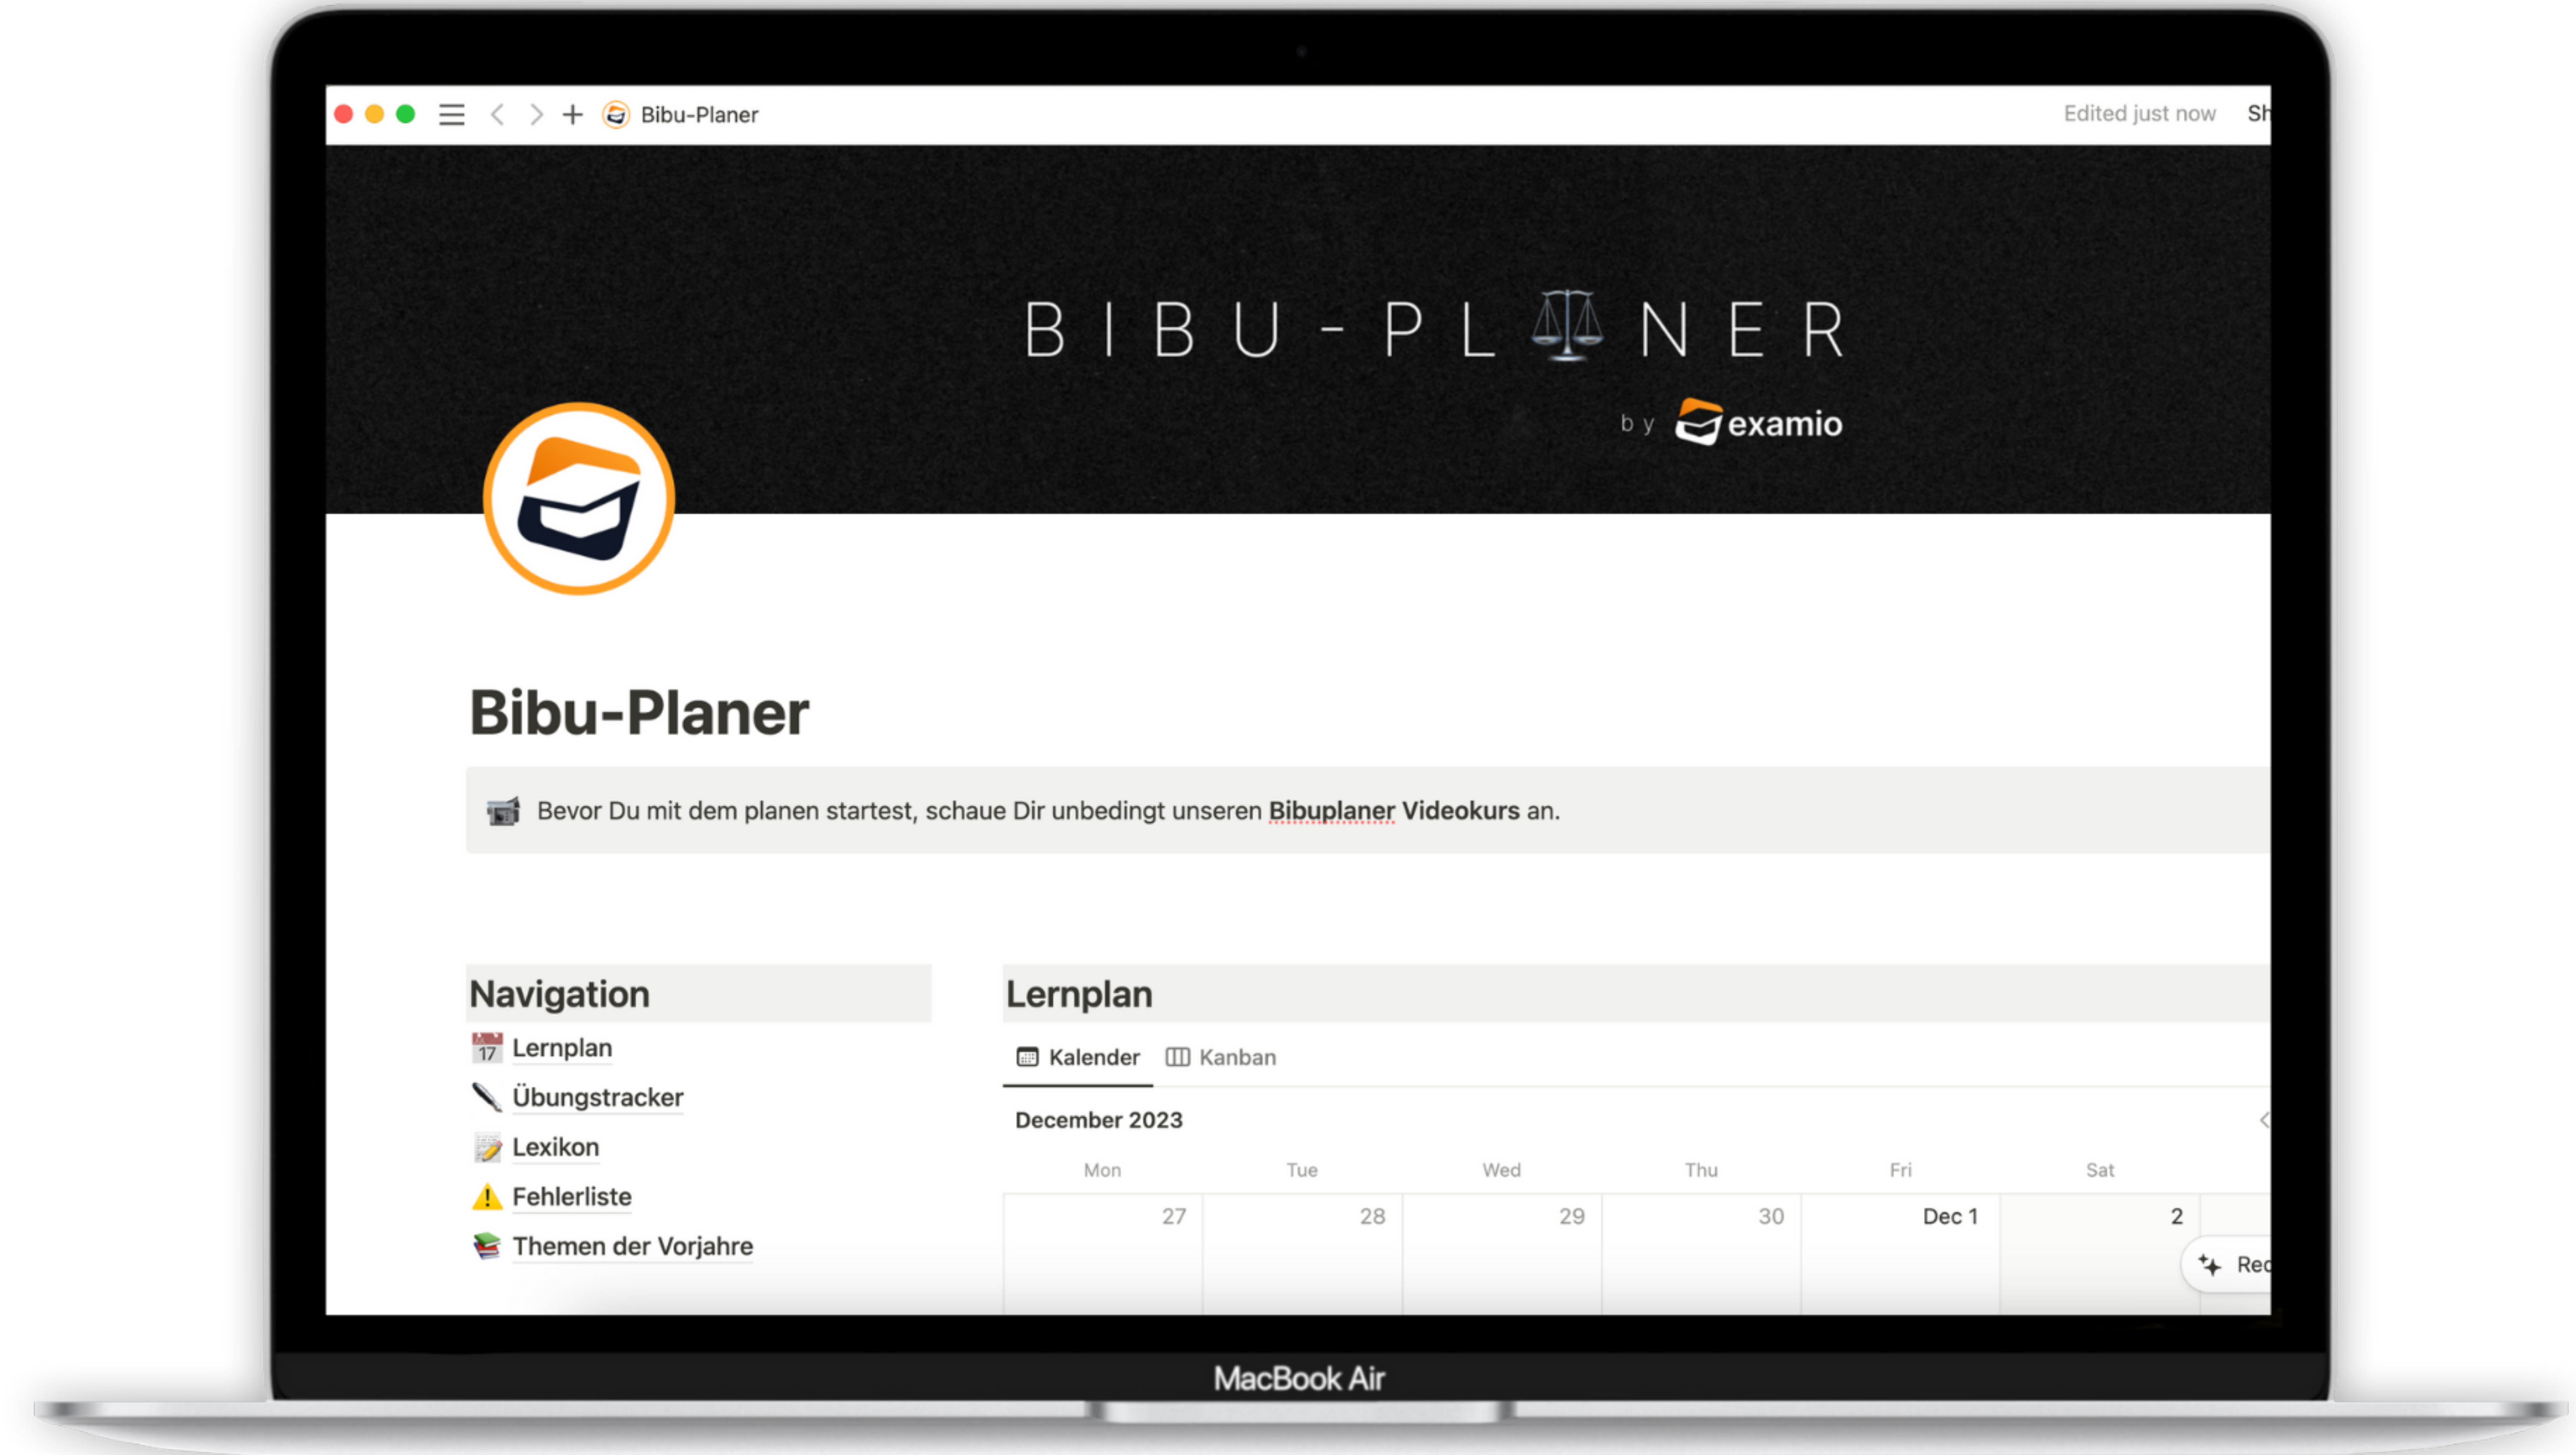 Bibu-Planer
Edited just now
BIBU-PLNER
by examio
Bibu-Planer
Bevor Du mit dem planen startest, schaue Dir unbedingt unseren Bibuplaner Videokurs an.
Navigation
Lernplan
Übungstracker
Lexikon
Fehlerliste
Themen der Vorjahre
Lernplan
Kalender Kanban
December 2023
Mon Tue Wed Thu Fri Sat
27 28 29 30 Dec 1 2
MacBook Air